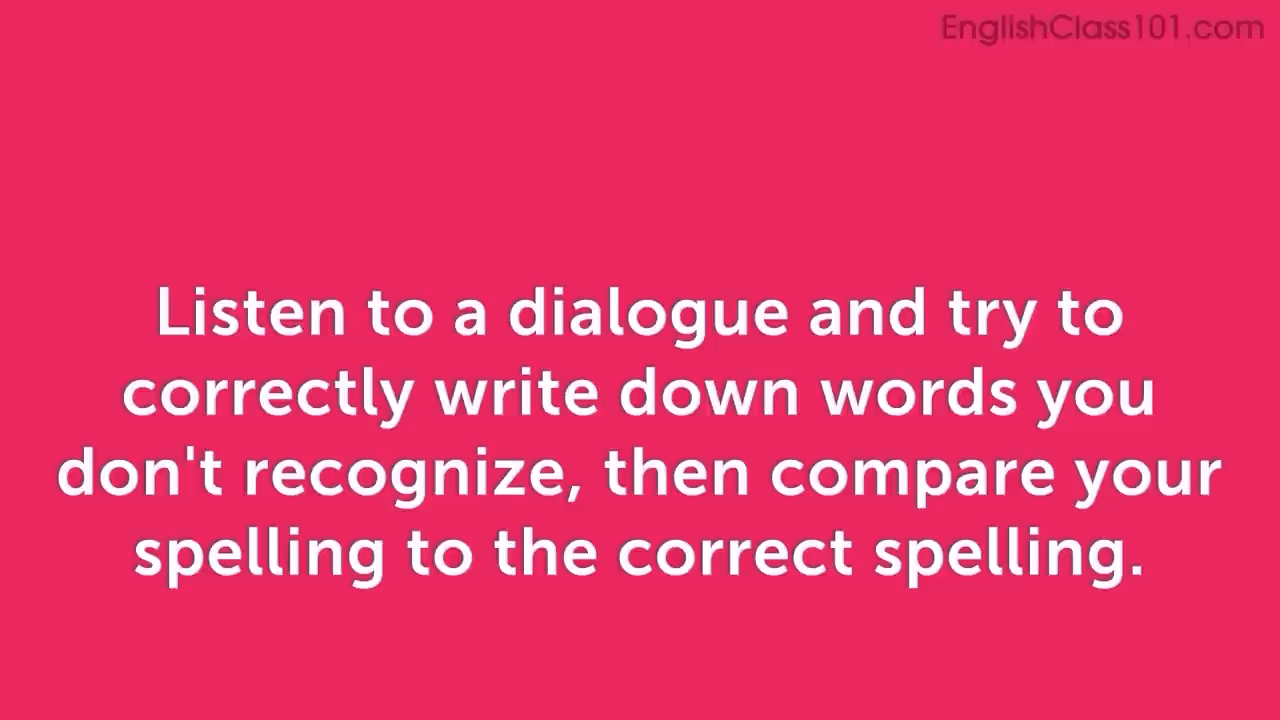 EnglishClass101.com
Listen to a dialogue and try to
correctly write down words you
don't recognize, then compare your
spelling to the correct spelling.